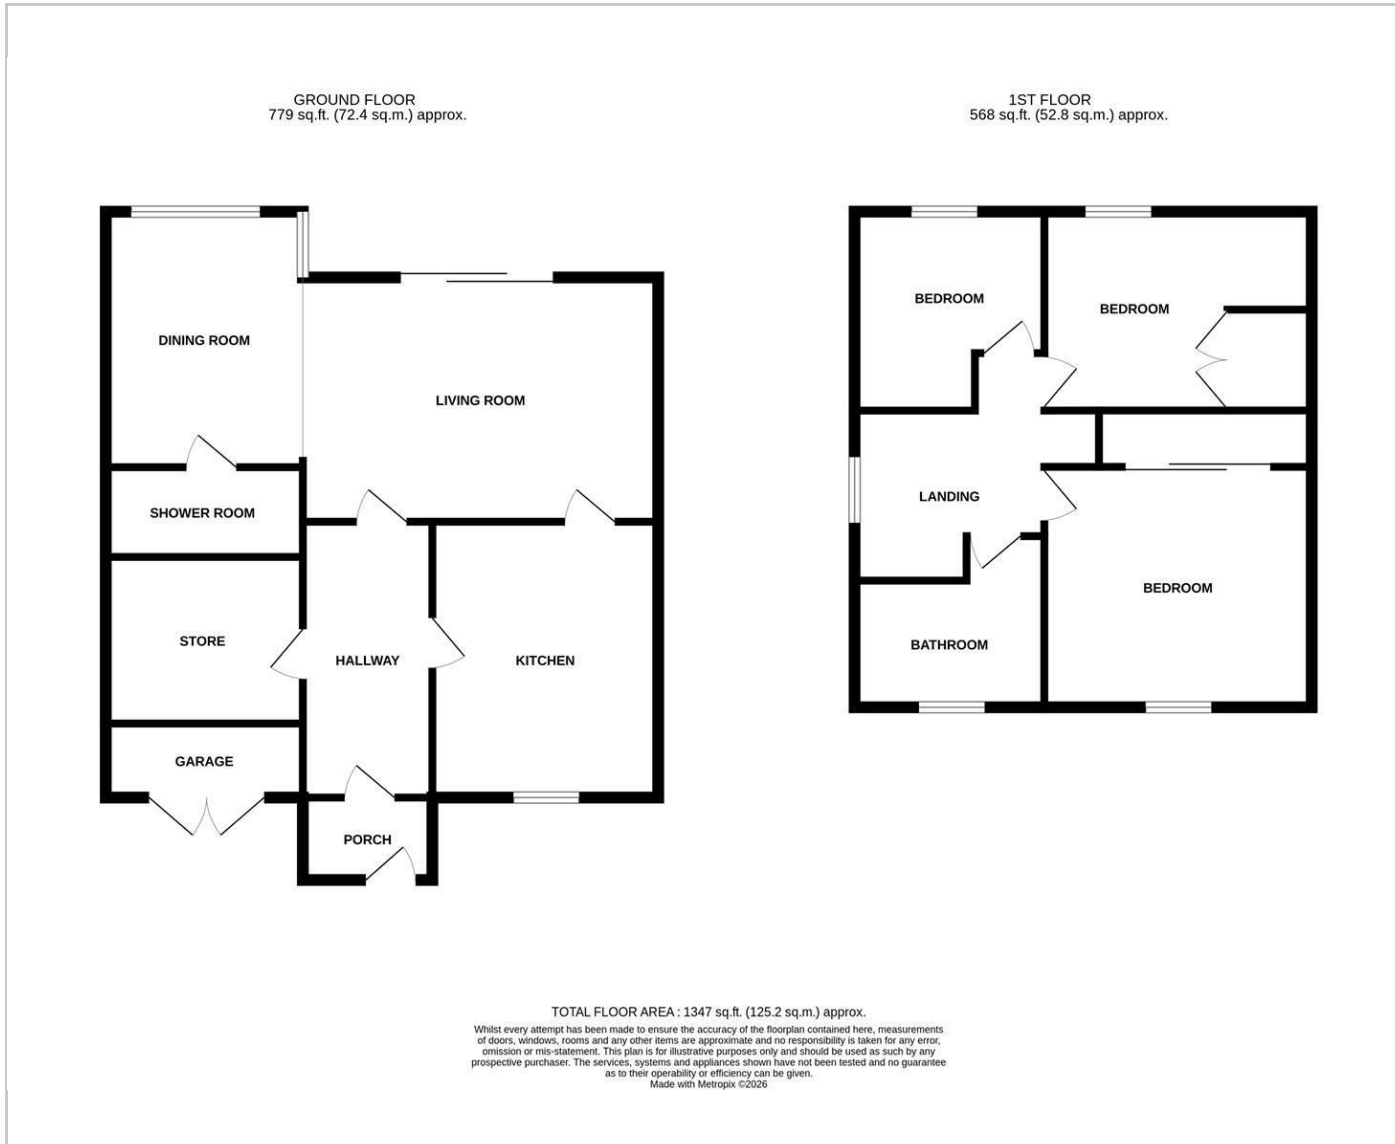 GROUND FLOOR
779 sq.ft. (72.4 sq.m.) approx.
1ST FLOOR
568 sq.ft. (52.8 sq.m.) approx.
DINING ROOM
LIVING ROOM
SHOWER ROOM
STORE
HALLWAY
KITCHEN
GARAGE
PORCH
BEDROOM
BEDROOM
LANDING
BEDROOM
BATHROOM
TOTAL FLOOR AREA : 1347 sq.ft. (125.2 sq.m.) approx.
Whilst every attempt has been made to ensure the accuracy of the floorplan contained here, measurements
of doors, windows, rooms and any other items are approximate and no responsibility is taken for any error,
omission or mis-statement. This plan is for illustrative purposes only and should be used as such by any
prospective purchaser. The services, systems and appliances shown have not been tested and no guarantee
as to their operability or efficiency can be given.
Made with Metropix ©2026